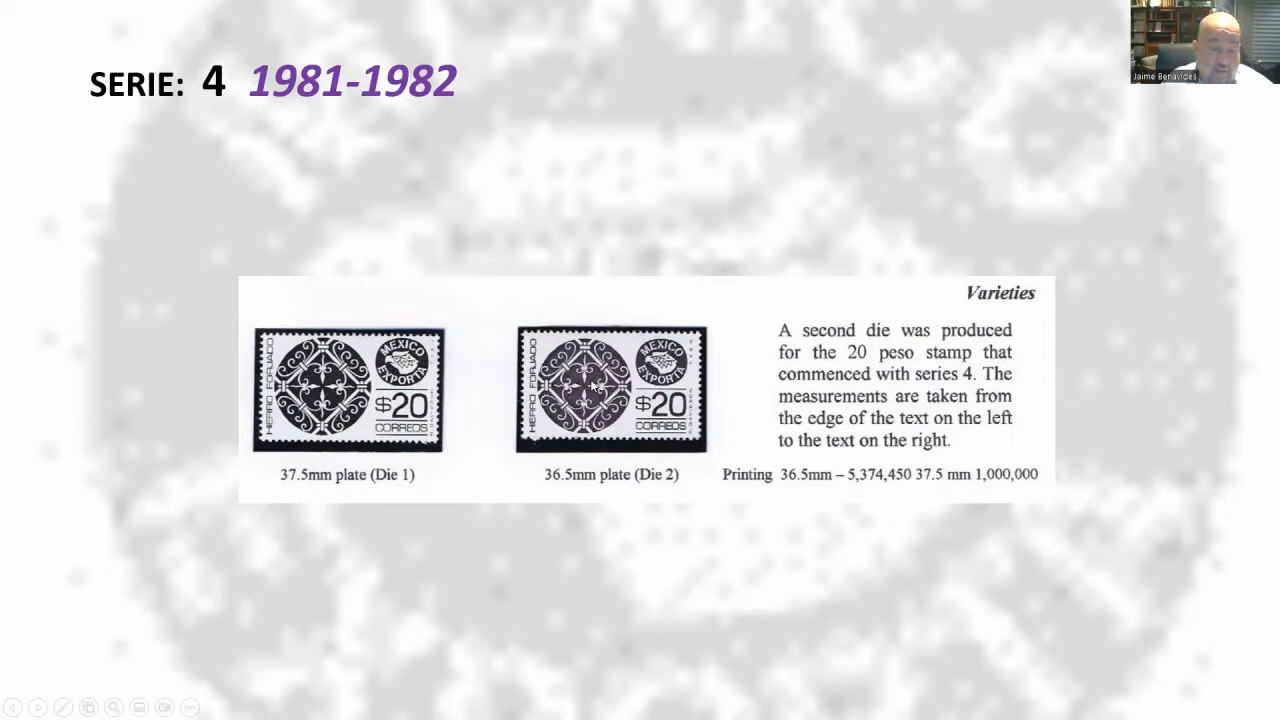 SERIE: 4 1981-1982
Jaime Benavides
Varieties
HIERRO FORJADO
MEXICO
EXPORTA
$20
CORREOS
37.5mm plate (Die 1)
HIERRO FORJADO
MEXICO
EXPORTA
$20
CORREOS
36.5mm plate (Die 2)
A second die was produced
for the 20 peso stamp that
commenced with series 4. The
measurements are taken from
the edge of the text on the left
to the text on the right.
Printing 36.5mm – 5,374,450 37.5 mm 1,000,000